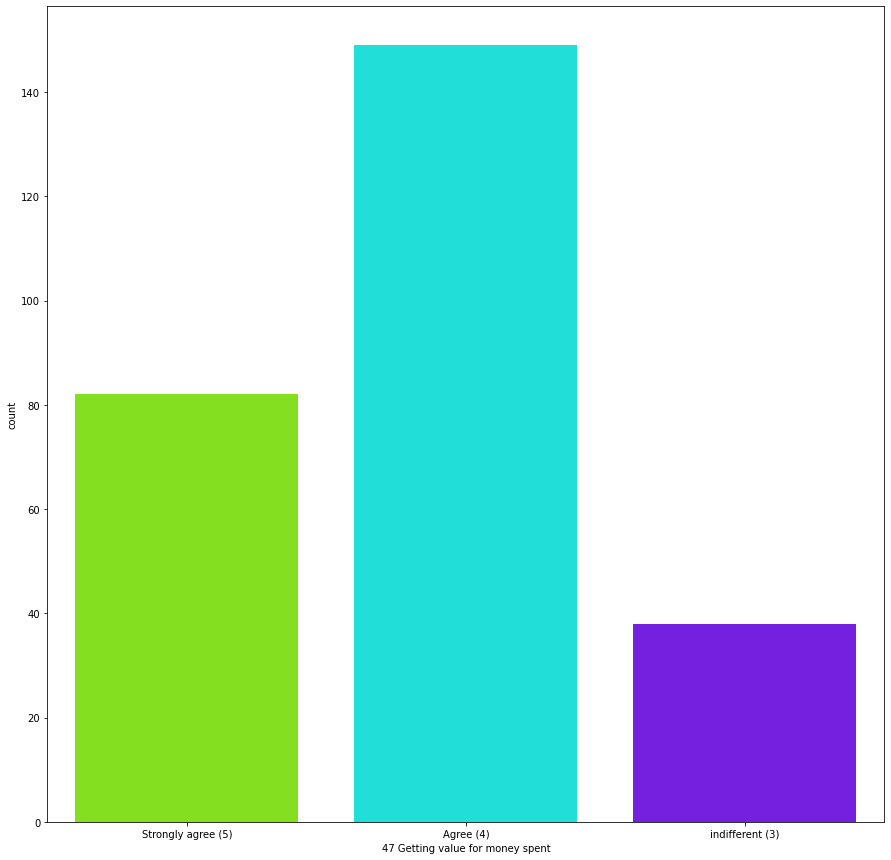 140
120
100
80
60
40
20
0
count
Strongly agree (5) Agree (4) indifferent (3)
47 Getting value for money spent